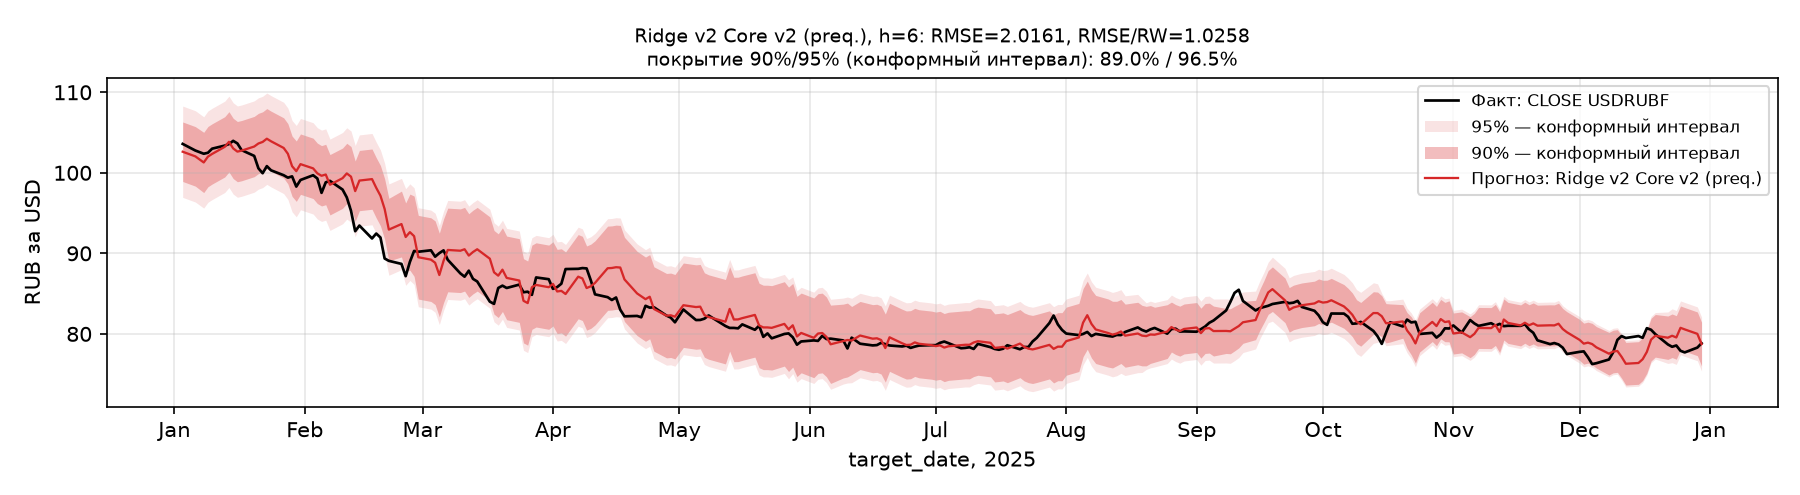 Ridge v2 Core v2 (preq.), h=6: RMSE=2.0161, RMSE/RW=1.0258
покрытие 90%/95% (конформный интервал): 89.0% / 96.5%
110
100
90
80
RUB за USD
Факт: CLOSE USDRUBF
95% — конформный интервал
90% — конформный интервал
Прогноз: Ridge v2 Core v2 (preq.)
Jan Feb Mar Apr May Jun Jul Aug Sep Oct Nov Dec Jan
target_date, 2025